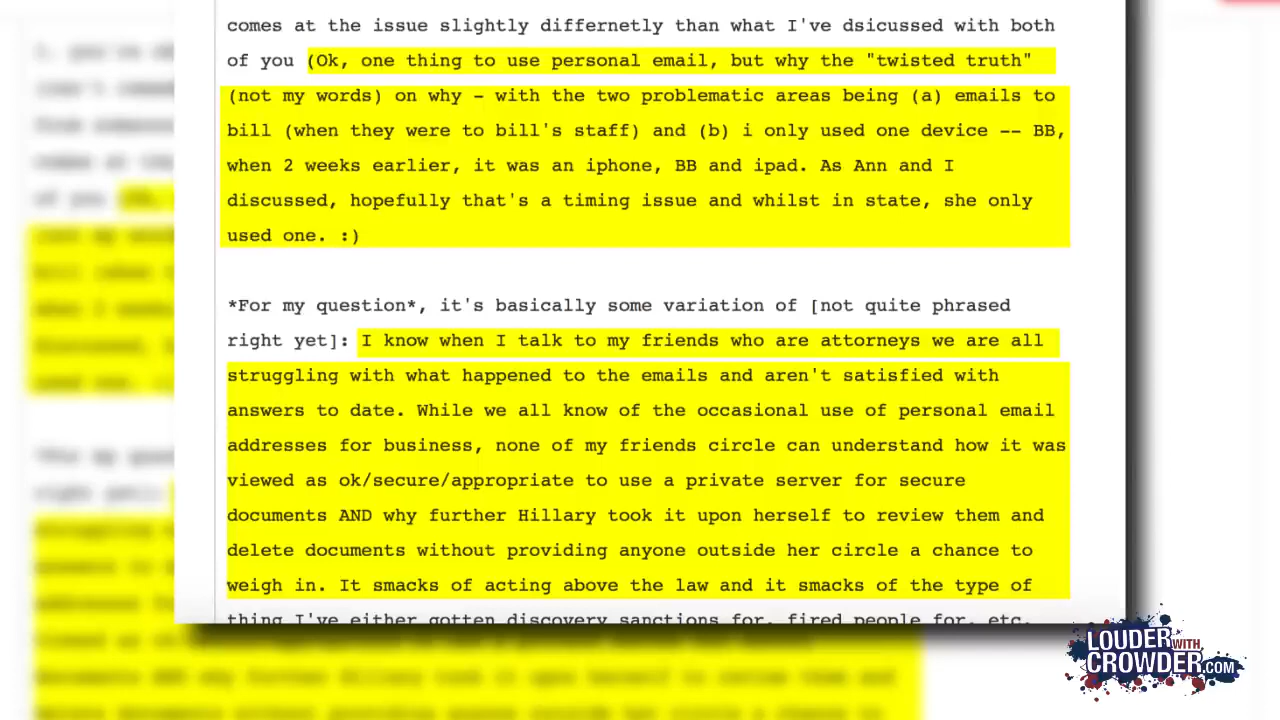 comes at the issue slightly differnetly than what I've dsicussed with both
of you (Ok, one thing to use personal email, but why the "twisted truth"
(not my words) on why - with the two problematic areas being (a) emails to
bill (when they were to bill's staff) and (b) i only used one device -- BB,
when 2 weeks earlier, it was an iphone, BB and ipad. As Ann and I
discussed, hopefully that's a timing issue and whilst in state, she only
used one. :)
*For my question*, it's basically some variation of [not quite phrased
right yet]: I know when I talk to my friends who are attorneys we are all
struggling with what happened to the emails and aren't satisfied with
answers to date. While we all know of the occasional use of personal email
addresses for business, none of my friends circle can understand how it was
viewed as ok/secure/appropriate to use a private server for secure
documents AND why further Hillary took it upon herself to review them and
delete documents without providing anyone outside her circle a chance to
weigh in. It smacks of acting above the law and it smacks of the type of
thing I've either gotten discovery sanctions for, fired people for, etc.
LOUDER WITH
CROWDER.COM